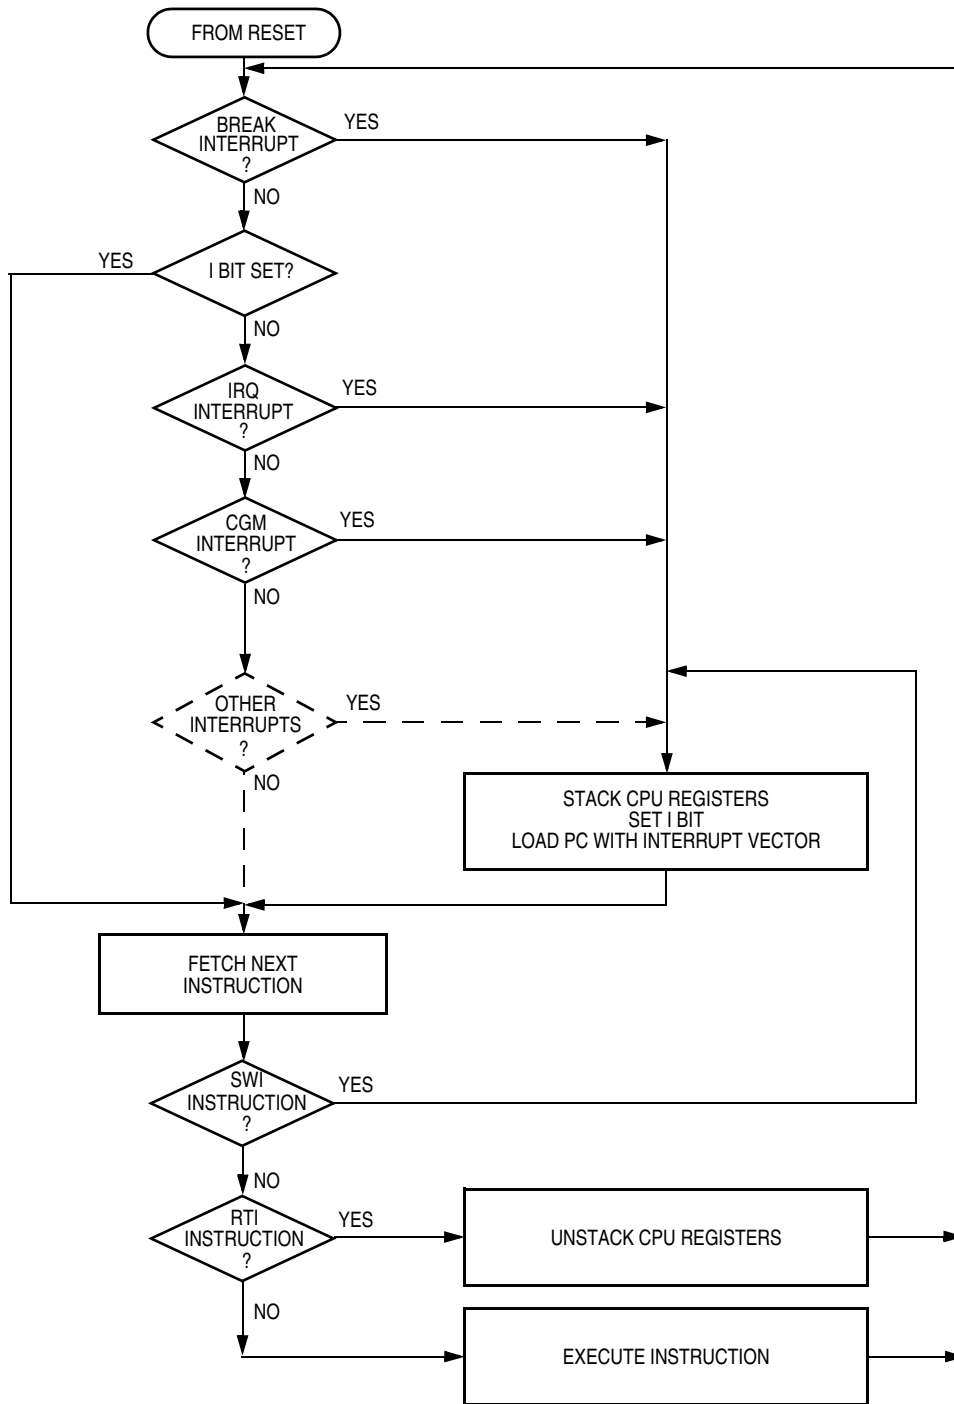 FROM RESET
BREAK
INTERRUPT
?
YES
NO
I BIT SET?
YES
NO
IRQ
INTERRUPT
?
YES
NO
CGM
INTERRUPT
?
YES
NO
OTHER
INTERRUPTS
?
YES
NO
STACK CPU REGISTERS
SET I BIT
LOAD PC WITH INTERRUPT VECTOR
FETCH NEXT
INSTRUCTION
SWI
INSTRUCTION
?
YES
NO
RTI
INSTRUCTION
?
YES
UNSTACK CPU REGISTERS
NO
EXECUTE INSTRUCTION